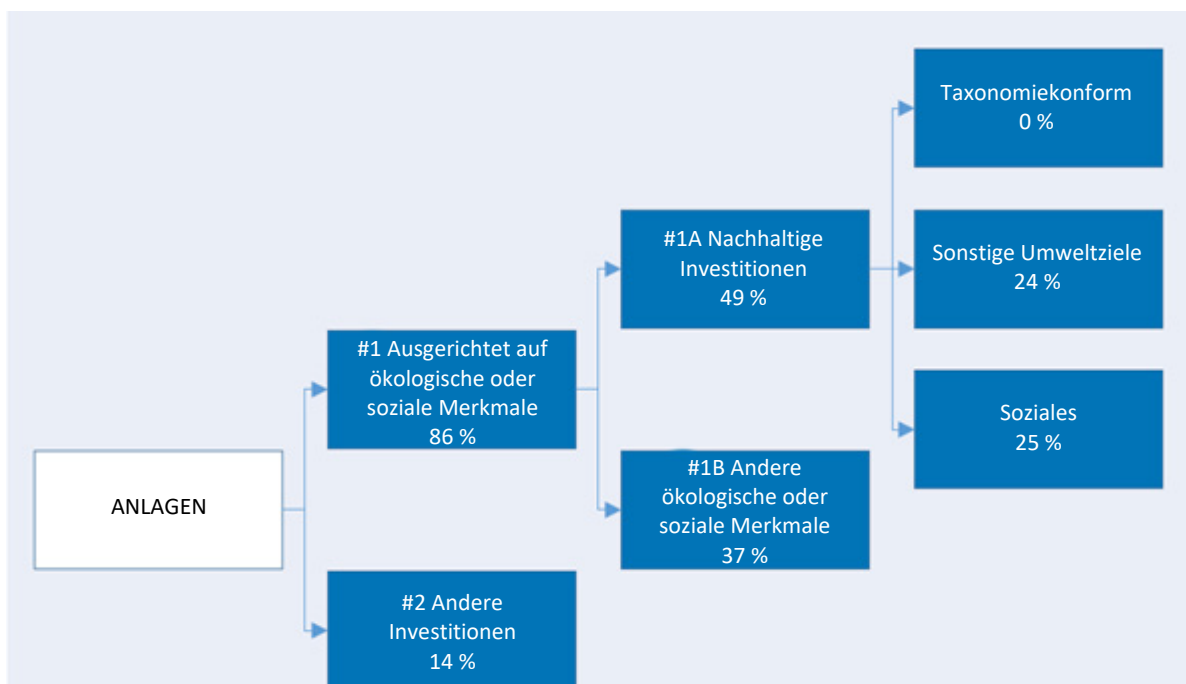 ANLAGEN
#1 Ausgerichtet auf
ökologische oder
soziale Merkmale
86 %
#2 Andere
Investitionen
14 %
#1A Nachhaltige
Investitionen
49 %
#1B Andere
ökologische oder
soziale Merkmale
37 %
Taxonomiekonform
0 %
Sonstige Umweltziele
24 %
Soziales
25 %